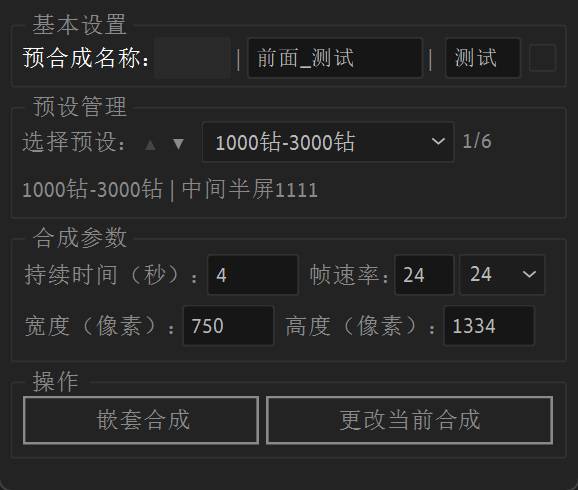 基本设置
预合成名称: | 前面_测试 | 测试
预设管理
选择预设: ▲ ▼ 1000钻-3000钻 1/6
1000钻-3000钻 | 中间半屏1111
合成参数
持续时间（秒）: 4 帧速率: 24 24
宽度（像素）: 750 高度（像素）: 1334
操作
嵌套合成 更改当前合成